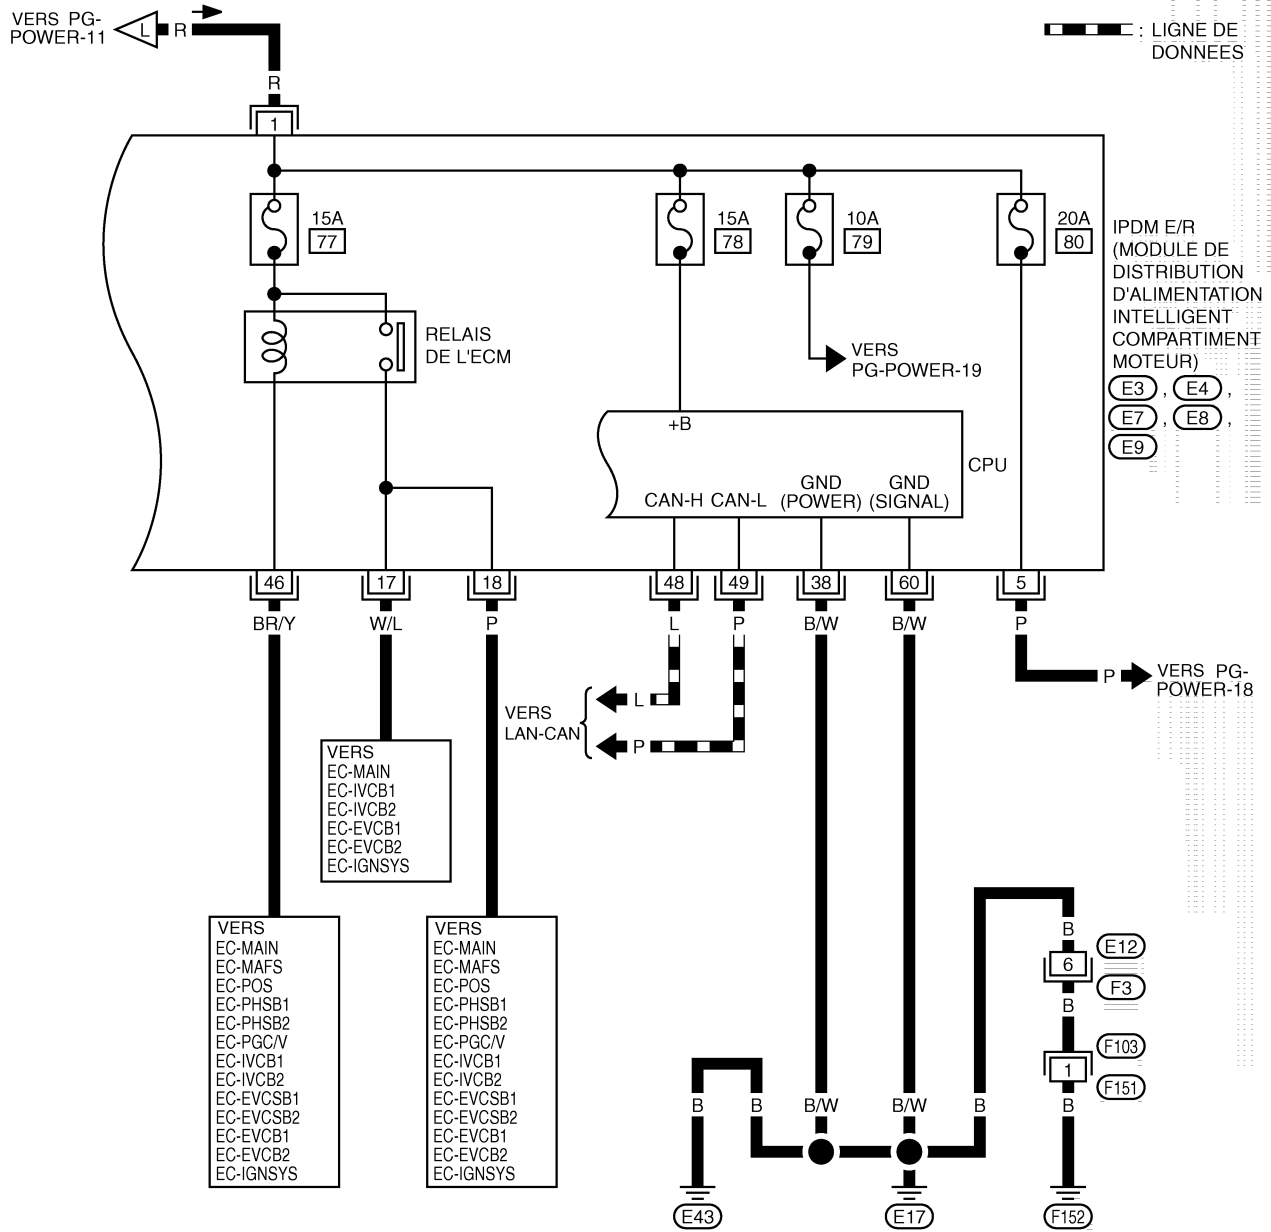 VERS PG-
POWER-11
L
R
R
: LIGNE DE
DONNEES
1
15A
77
15A
78
10A
79
20A
80
IPDM E/R
(MODULE DE
DISTRIBUTION
D'ALIMENTATION
INTELLIGENT
COMPARTIMENT
MOTEUR)
E3 , E4 ,
E7 , E8 ,
E9
RELAIS
DE L'ECM
VERS
PG-POWER-19
+B
CPU
CAN-H
CAN-L
GND
(POWER)
GND
(SIGNAL)
46
17
18
48
49
38
60
5
BR/Y
W/L
P
L
P
B/W
B/W
P
P
VERS PG-
POWER-18
VERS
LAN-CAN
L
P
VERS
EC-MAIN
EC-IVCB1
EC-IVCB2
EC-EVCB1
EC-EVCB2
EC-IGNSYS
VERS
EC-MAIN
EC-MAFS
EC-POS
EC-PHSB1
EC-PHSB2
EC-PGC/V
EC-IVCB1
EC-IVCB2
EC-EVCSB1
EC-EVCSB2
EC-EVCB1
EC-EVCB2
EC-IGNSYS
VERS
EC-MAIN
EC-MAFS
EC-POS
EC-PHSB1
EC-PHSB2
EC-PGC/V
EC-IVCB1
EC-IVCB2
EC-EVCSB1
EC-EVCSB2
EC-EVCB1
EC-EVCB2
EC-IGNSYS
B
6
E12
F3
B
1
F103
F151
B
B
B/W
B/W
B
B
E43
E17
F152